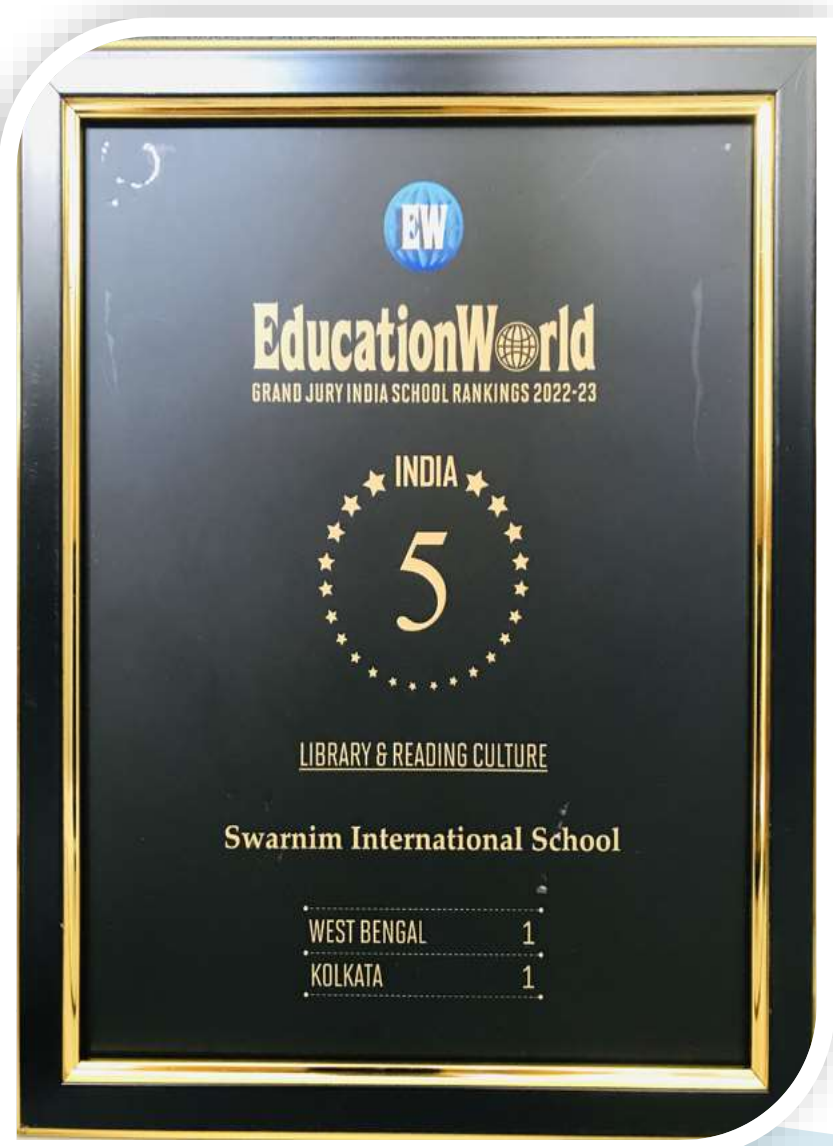 EW
EducationWorld
GRAND JURY INDIA SCHOOL RANKINGS 2022-23
INDIA
5
LIBRARY & READING CULTURE
Swarnim International School
WEST BENGAL 1
KOLKATA 1